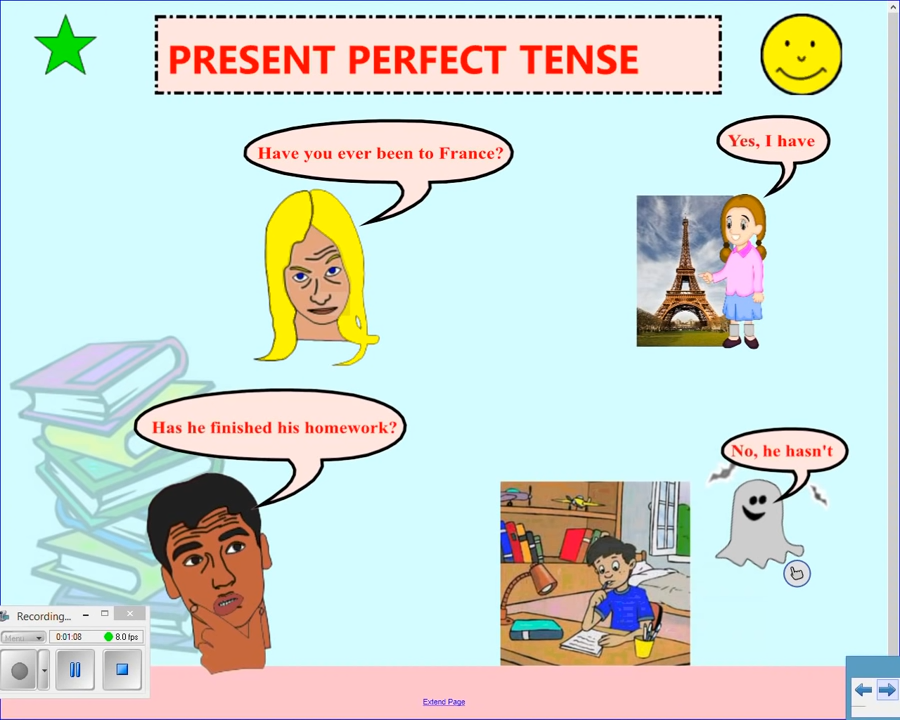 PRESENT PERFECT TENSE
Have you ever been to France?
Yes, I have
Has he finished his homework?
No, he hasn't
Recording...
Menu
0:01:08
8.0 fps
Extend Page